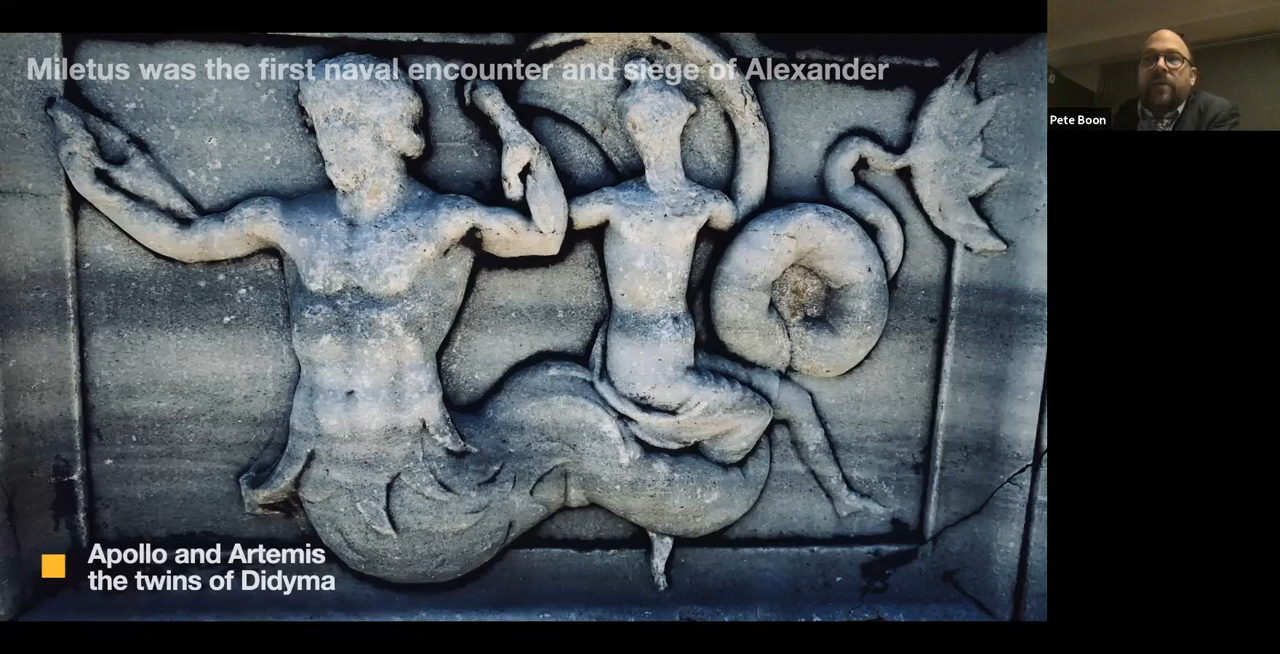 Miletus was the first naval encounter and siege of Alexander
Pete Boon
Apollo and Artemis
the twins of Didyma